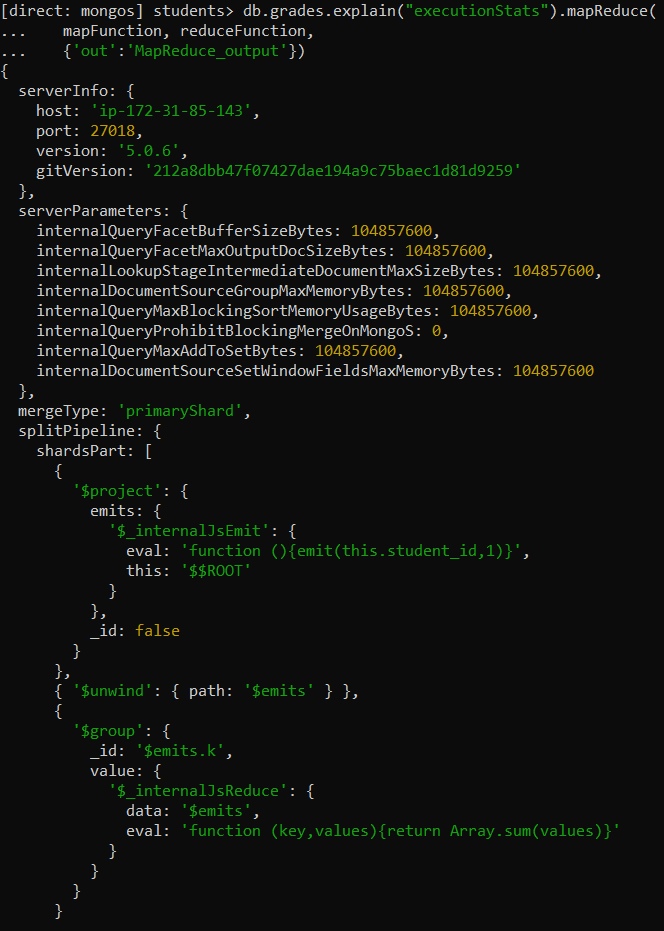 [direct: mongos] students> db.grades.explain("executionStats").mapReduce(
...    mapFunction, reduceFunction,
...    {'out':'MapReduce_output'})
{
  serverInfo: {
    host: 'ip-172-31-85-143',
    port: 27018,
    version: '5.0.6',
    gitVersion: '212a8dbb47f07427dae194a9c75baec1d81d9259'
  },
  serverParameters: {
    internalQueryFacetBufferSizeBytes: 104857600,
    internalQueryFacetMaxOutputDocSizeBytes: 104857600,
    internalLookupStageIntermediateDocumentMaxSizeBytes: 104857600,
    internalDocumentSourceGroupMaxMemoryBytes: 104857600,
    internalQueryMaxBlockingSortMemoryUsageBytes: 104857600,
    internalQueryProhibitBlockingMergeOnMongoS: 0,
    internalQueryMaxAddToSetBytes: 104857600,
    internalDocumentSourceSetWindowFieldsMaxMemoryBytes: 104857600
  },
  mergeType: 'primaryShard',
  splitPipeline: {
    shardsPart: [
      {
        '$project': {
          emits: {
            '$_internalJsEmit': {
              eval: 'function (){emit(this.student_id,1)}',
              this: '$$ROOT'
            }
          },
          _id: false
        }
      },
      { '$unwind': { path: '$emits' } },
      {
        '$group': {
          _id: '$emits.k',
          value: {
            '$_internalJsReduce': {
              data: '$emits',
              eval: 'function (key,values){return Array.sum(values)}'
            }
          }
        }
      }